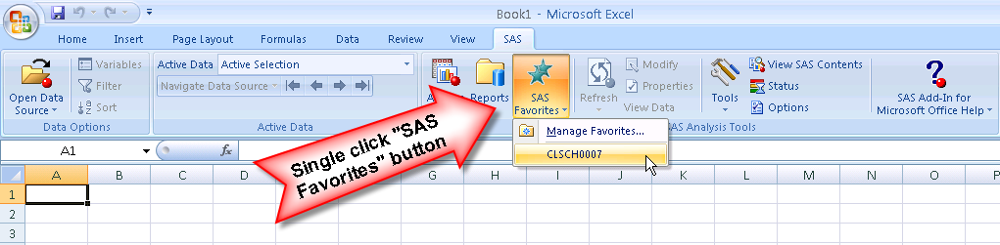 Book1 - Microsoft Excel
Home Insert Page Layout Formulas Data Review View SAS
Open Data
Source
Variables
Filter
Sort
Data Options
Active Data Active Selection
Navigate Data Source
Active Data
Reports
SAS
Favorites
Refresh
Modify
Properties
View Data
Tools
View SAS Contents
Status
Options
SAS Analysis Tools
SAS Add-In for
Microsoft Office Help
Manage Favorites...
CLSCH0007
Single click "SAS
Favorites" button
A1 fx
A B C D E F G H I J K L M N O P
1
2
3